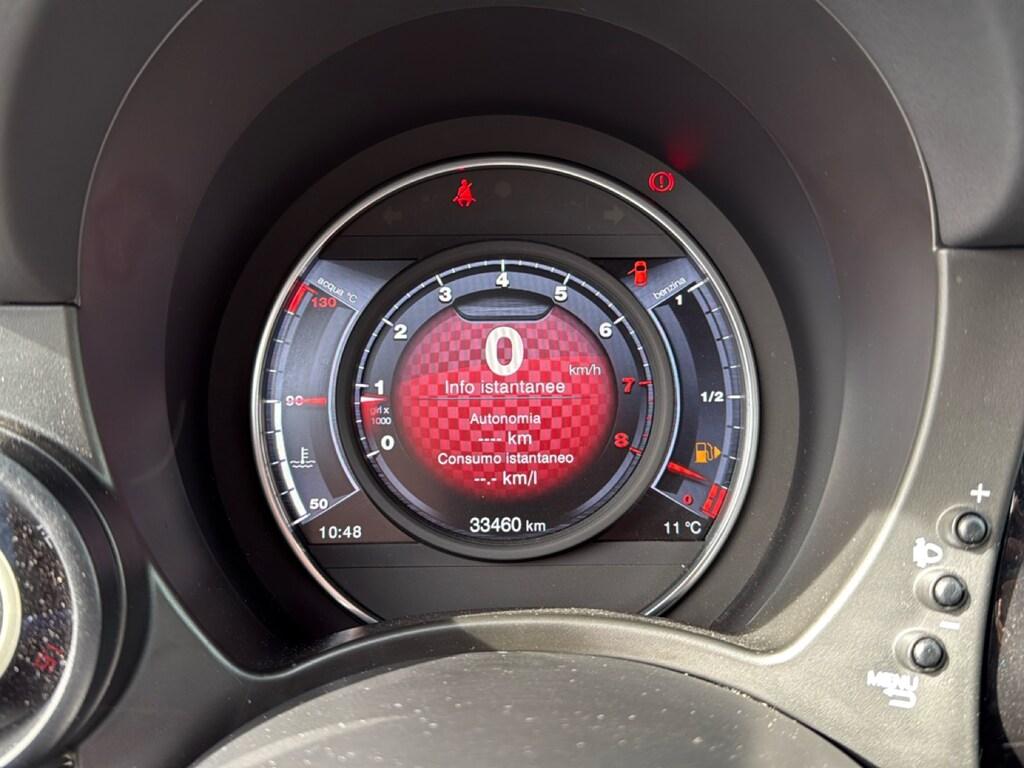 acqua °C
130
90
50
10:48
0
1
2
3
4
5
6
7
8
giri x
1000
0
km/h
Info istantanee
Autonomia
---- km
Consumo istantaneo
--.- km/l
33460 km
benzina
1
1/2
0
11 °C
+
−
MENU